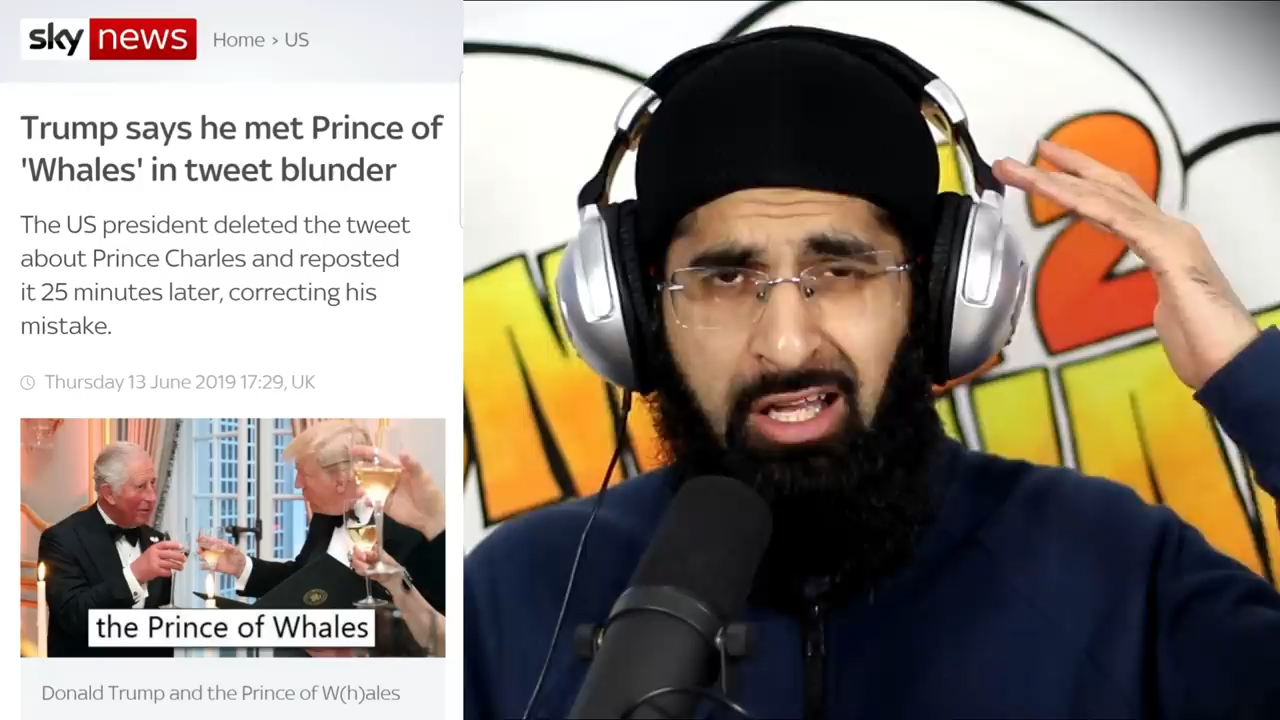 sky news Home > US
Trump says he met Prince of
'Whales' in tweet blunder
The US president deleted the tweet
about Prince Charles and reposted
it 25 minutes later, correcting his
mistake.
Thursday 13 June 2019 17:29, UK
the Prince of Whales
Donald Trump and the Prince of W(h)ales
2